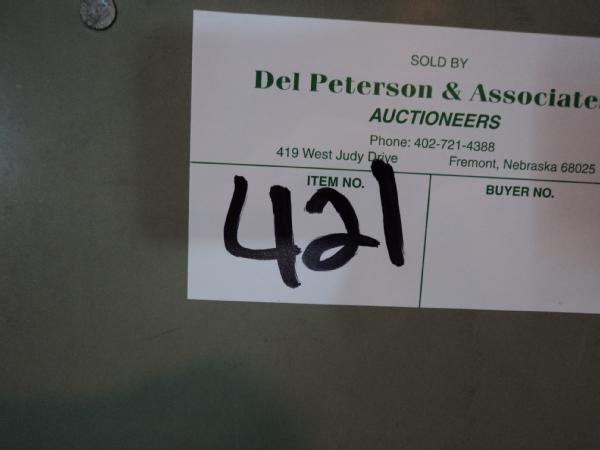 SOLD BY
Del Peterson & Associate
AUCTIONEERS
Phone: 402-721-4388
419 West Judy Drive Fremont, Nebraska 68025
ITEM NO. BUYER NO.
421